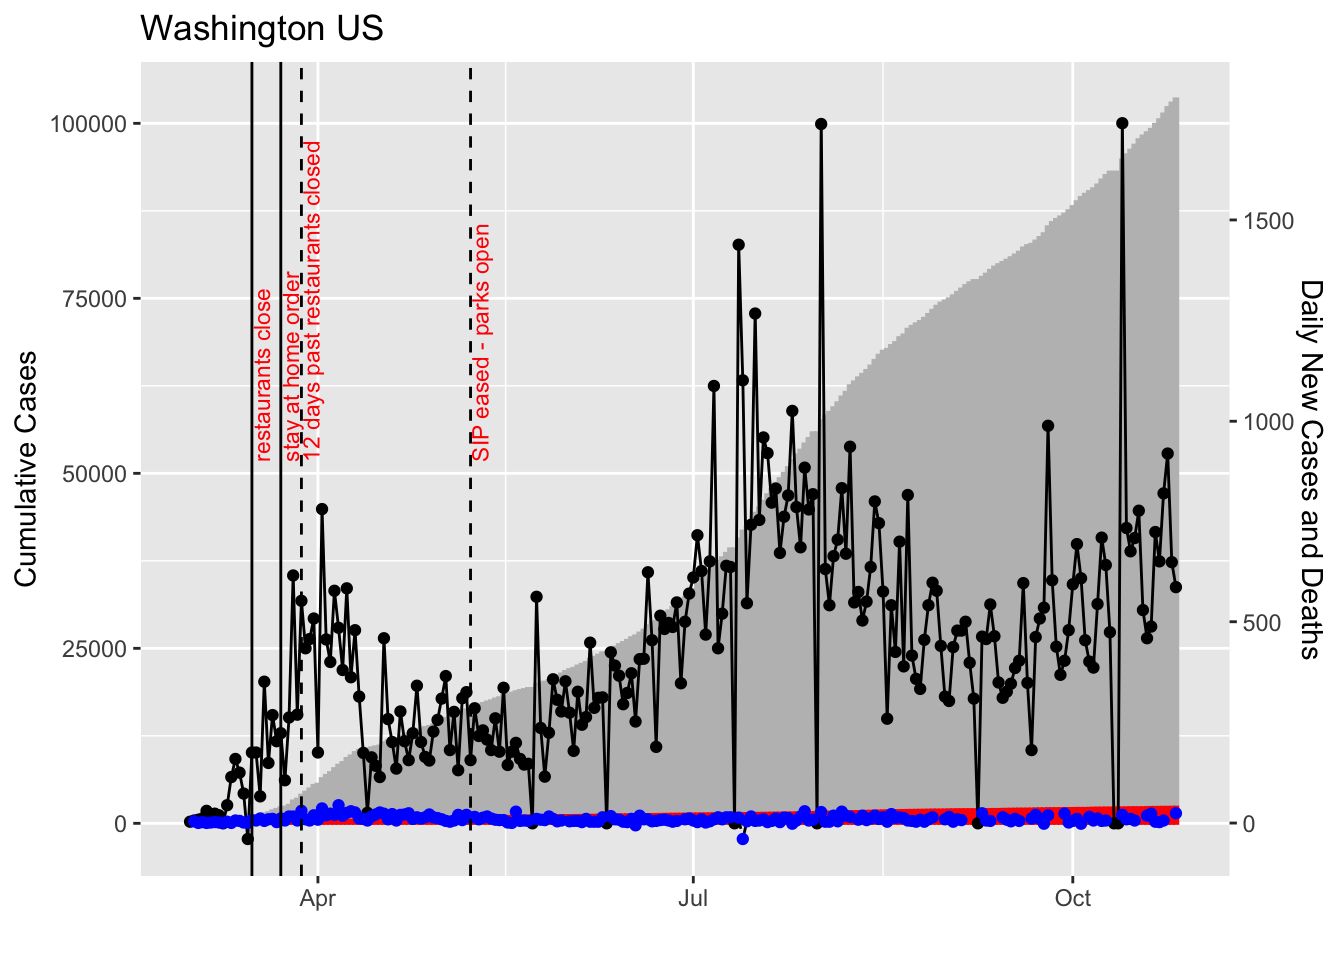 Washington US
Cumulative Cases
100000
75000
50000
25000
0
restaurants close
stay at home order
12 days past restaurants closed
SIP eased - parks open
1500
1000
500
0
Daily New Cases and Deaths
Apr
Jul
Oct